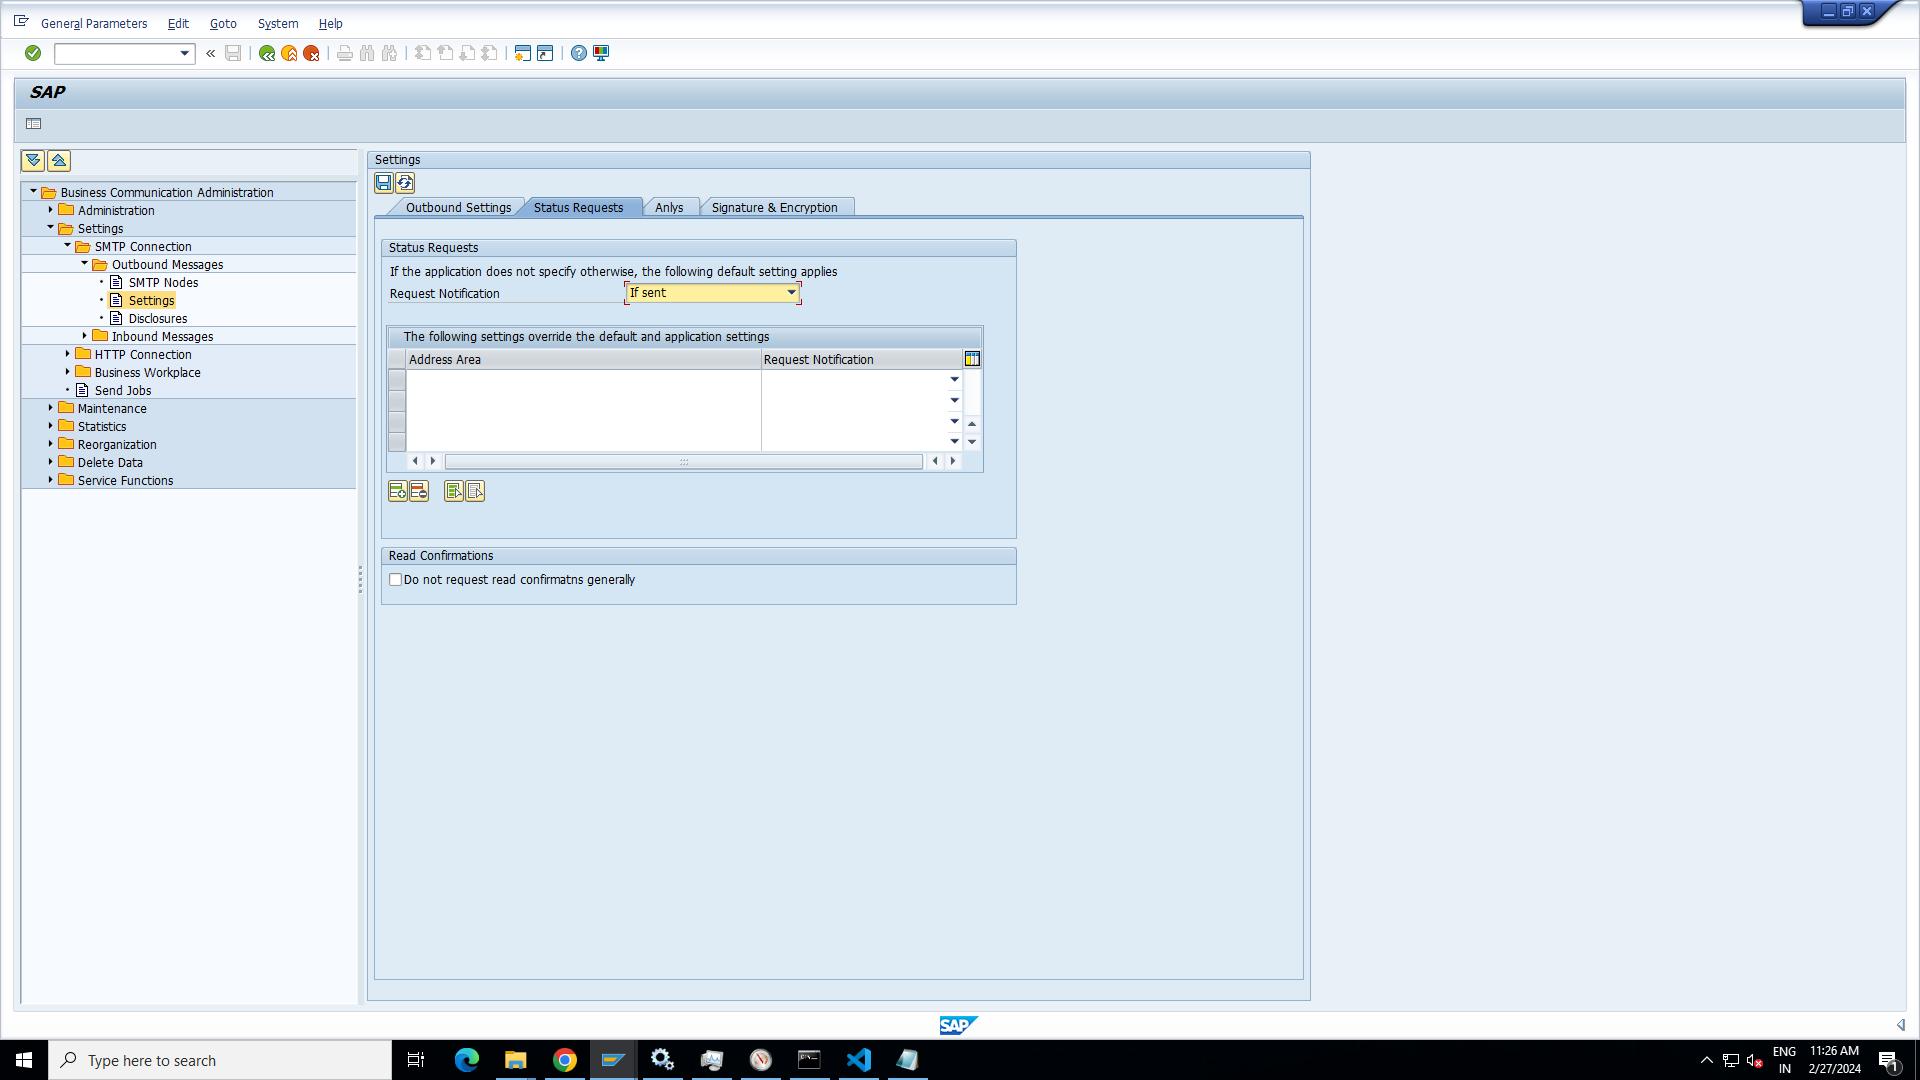 General Parameters Edit Goto System Help
SAP
Settings
Outbound Settings Status Requests Anlys Signature & Encryption
Business Communication Administration
Administration
Settings
SMTP Connection
Outbound Messages
SMTP Nodes
Settings
Disclosures
Inbound Messages
HTTP Connection
Business Workplace
Send Jobs
Maintenance
Statistics
Reorganization
Delete Data
Service Functions
Status Requests
If the application does not specify otherwise, the following default setting applies
Request Notification If sent
The following settings override the default and application settings
Address Area Request Notification
Read Confirmations
Do not request read confirmatns generally
SAP
Type here to search
ENG
IN
11:26 AM
2/27/2024
1